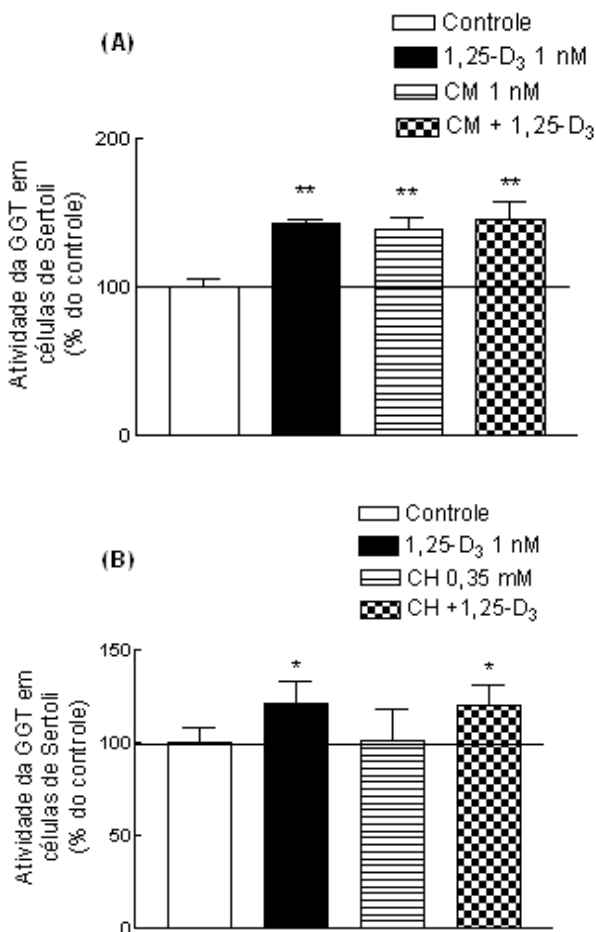 (A)
Controle
1,25-D₃ 1 nM
CM 1 nM
CM + 1,25-D₃
Atividade da GGT em
células de Sertoli
(% do controle)
200
100
0
**
**
**
(B)
Controle
1,25-D₃ 1 nM
CH 0,35 mM
CH +1,25-D₃
Atividade da GGT em
células de Sertoli
(% do controle)
150
100
50
0
*
*